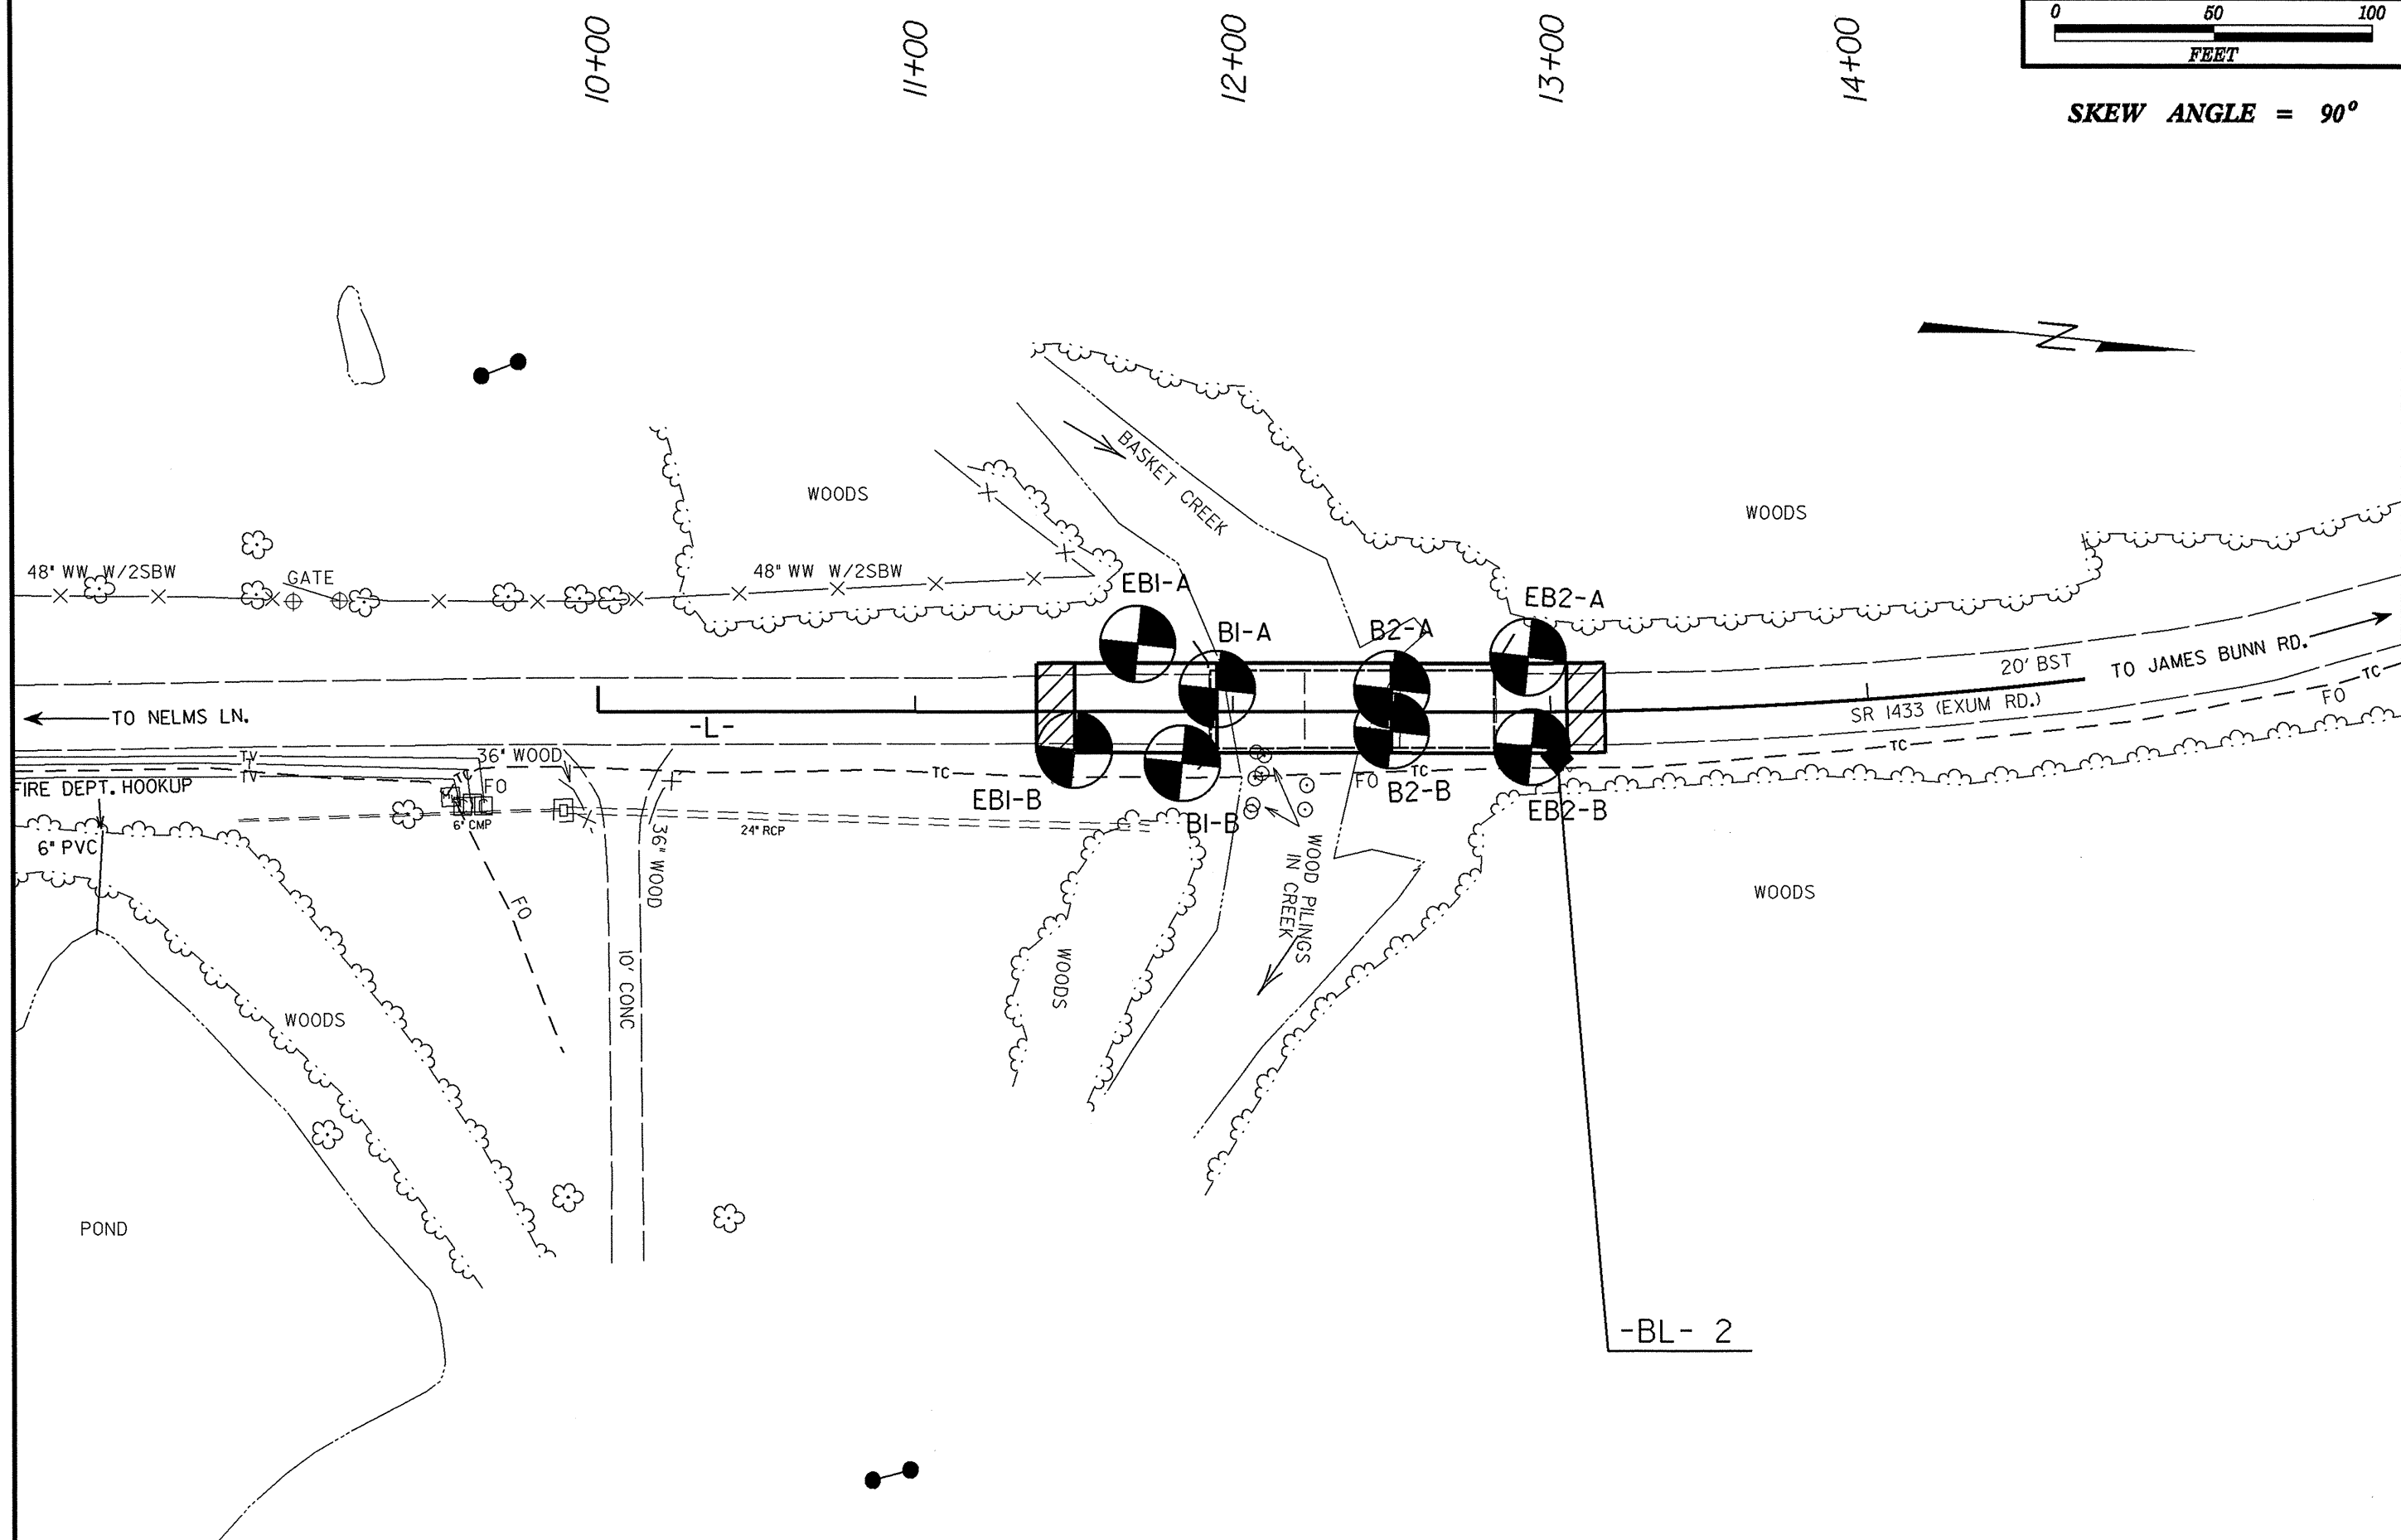 10+00
11+00
12+00
13+00
14+00
0 50 100
FEET
SKEW ANGLE = 90°
Z
BASKET CREEK
WOODS
WOODS
48" WW W/2SBW
GATE
48" WW W/2SBW
EB1-A
B1-A
B2-A
EB2-A
20' BST
TO JAMES BUNN RD.
TC
FO
SR 1433 (EXUM RD.)
TC
TO NELMS LN.
-L-
TV
TV
36" WOOD
TC
FO
TC
FO
TC
FIRE DEPT. HOOKUP
6" CMP
24" RCP
EB1-B
B1-B
B2-B
EB2-B
6" PVC
36" WOOD
WOOD PILINGS
IN CREEK
WOODS
FO
10' CONC
WOODS
WOODS
POND
-BL- 2